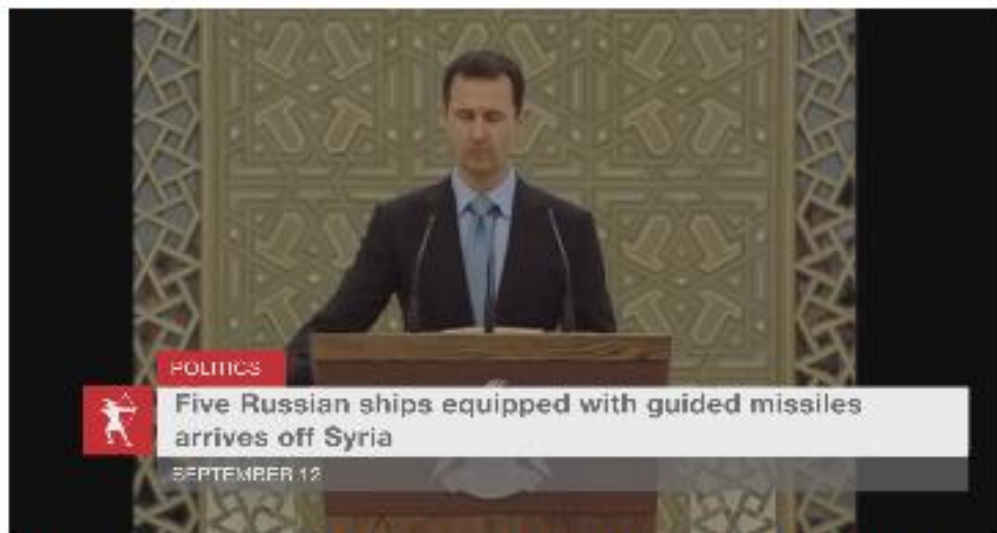 POLITICS
Five Russian ships equipped with guided missiles
arrives off Syria
SEPTEMBER 12